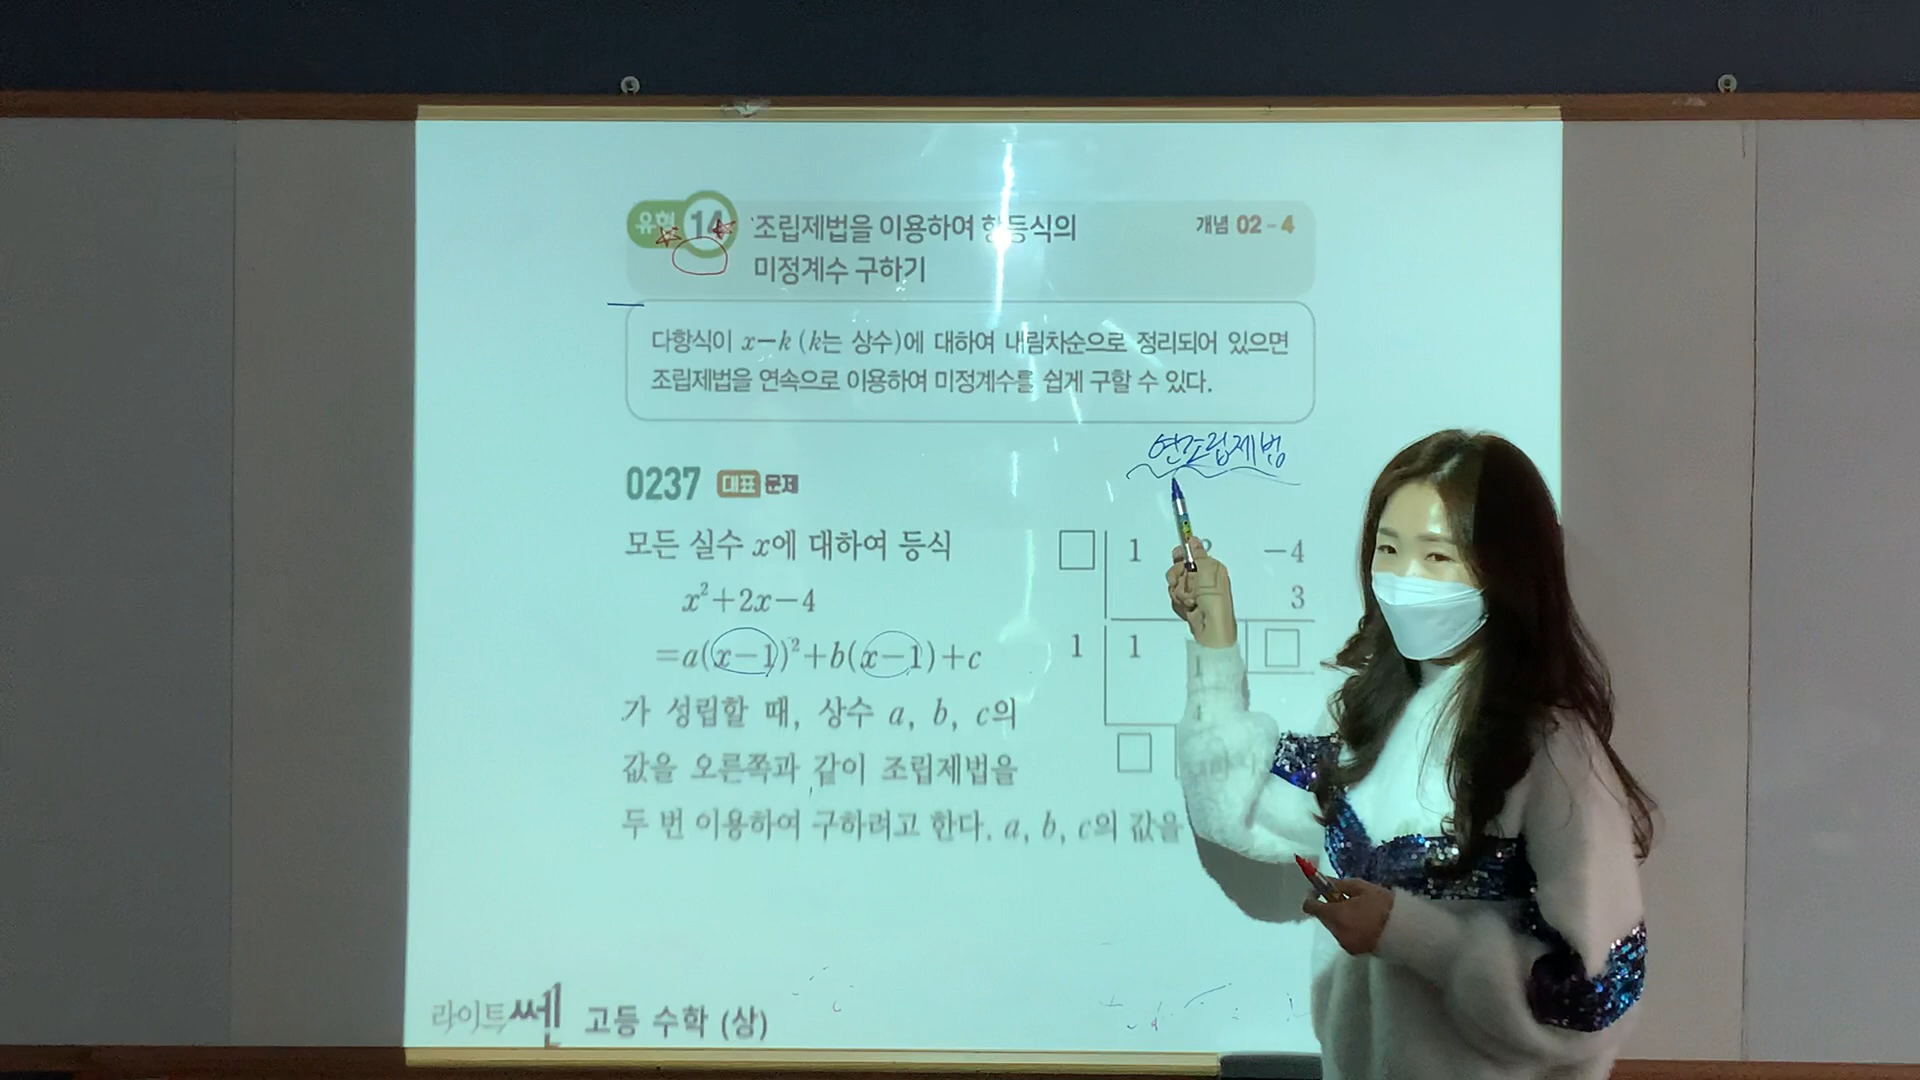 유형 14 조립제법을 이용하여 항등식의 개념 02-4
미정계수 구하기
다항식이 x-k (k는 상수)에 대하여 내림차순으로 정리되어 있으면
조립제법을 연속으로 이용하여 미정계수를 쉽게 구할 수 있다.
연조립제법
0237 대표 문제
모든 실수 x에 대하여 등식
x²+2x-4
=a(x-1)²+b(x-1)+c
가 성립할 때, 상수 a, b, c의
값을 오른쪽과 같이 조립제법을
두 번 이용하여 구하려고 한다. a, b, c의 값을
□ 1 2 -4
3
1 1 □
□
라이트쎈 고등 수학 (상)